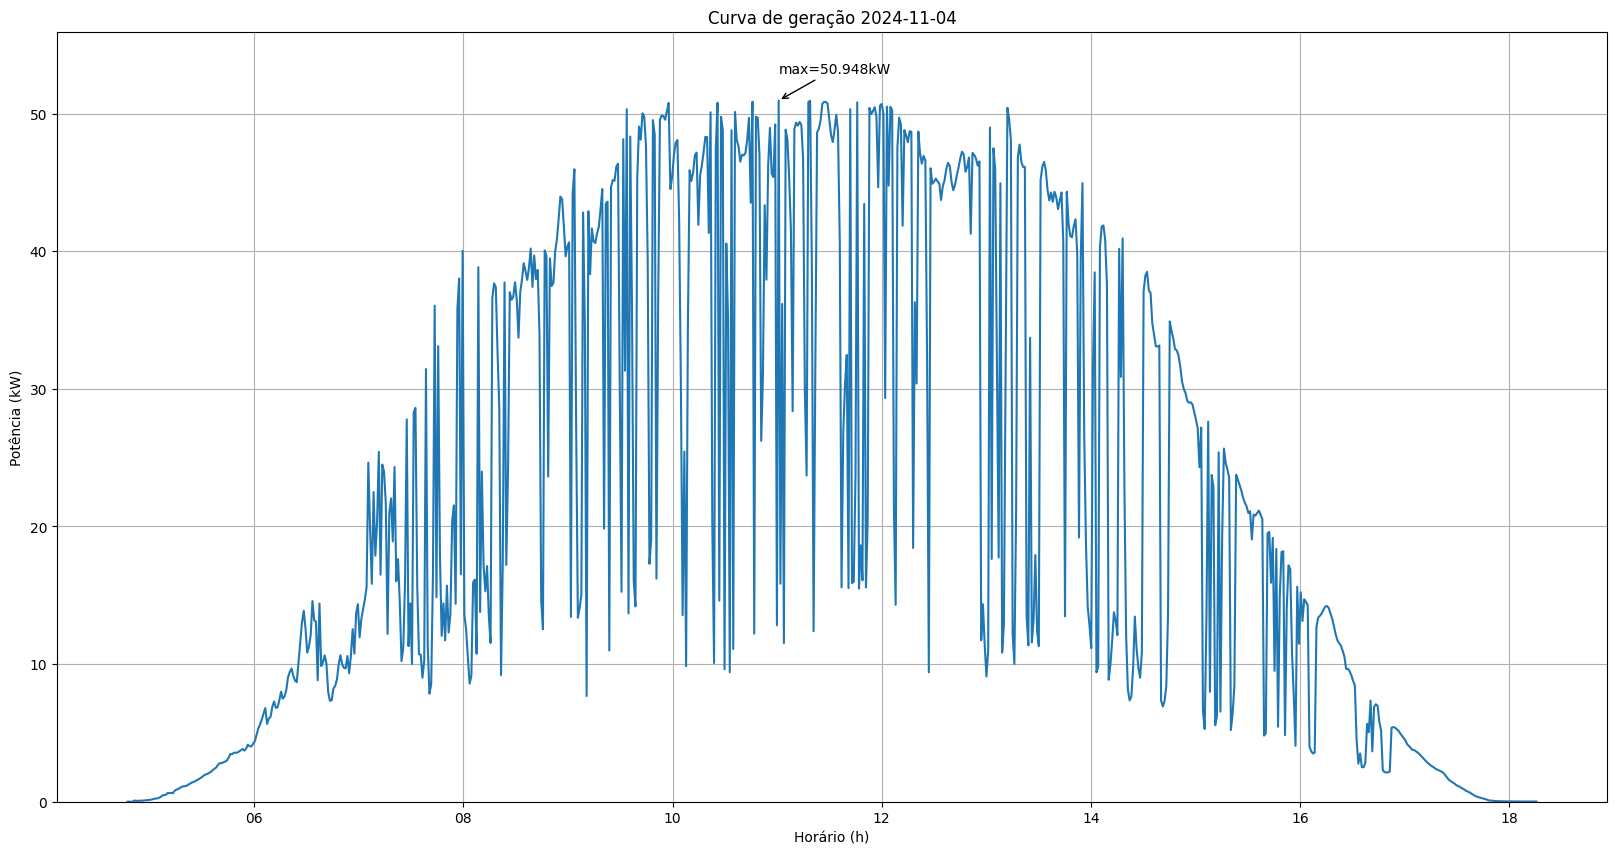 Curva de geração 2024-11-04
max=50.948kW
50
40
30
20
10
0
Potência (kW)
06 08 10 12 14 16 18
Horário (h)